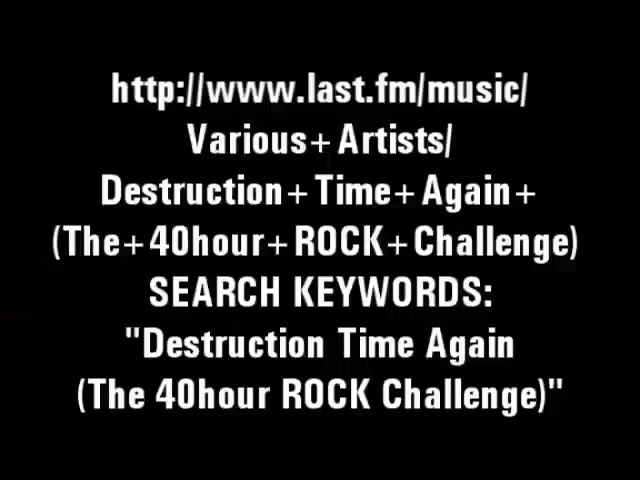 http://www.last.fm/music/
Various+Artists/
Destruction+Time+Again+
(The+40hour+ROCK+Challenge)
SEARCH KEYWORDS:
"Destruction Time Again
(The 40hour ROCK Challenge)"